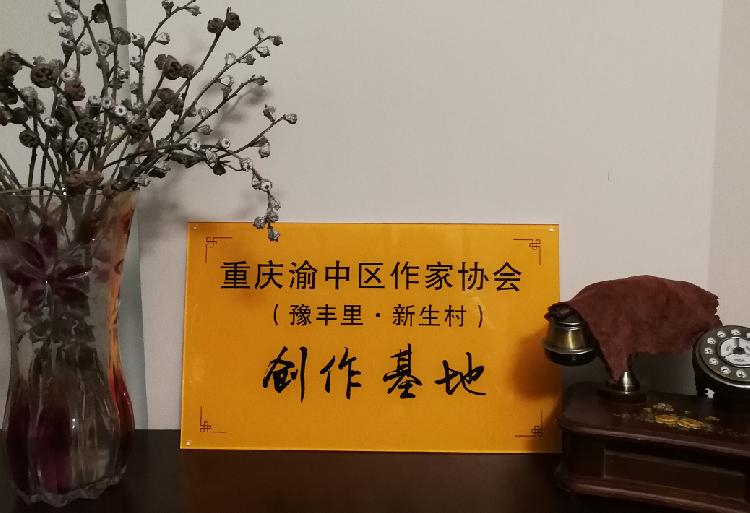 重庆渝中区作家协会
（豫丰里·新生村）
创作基地